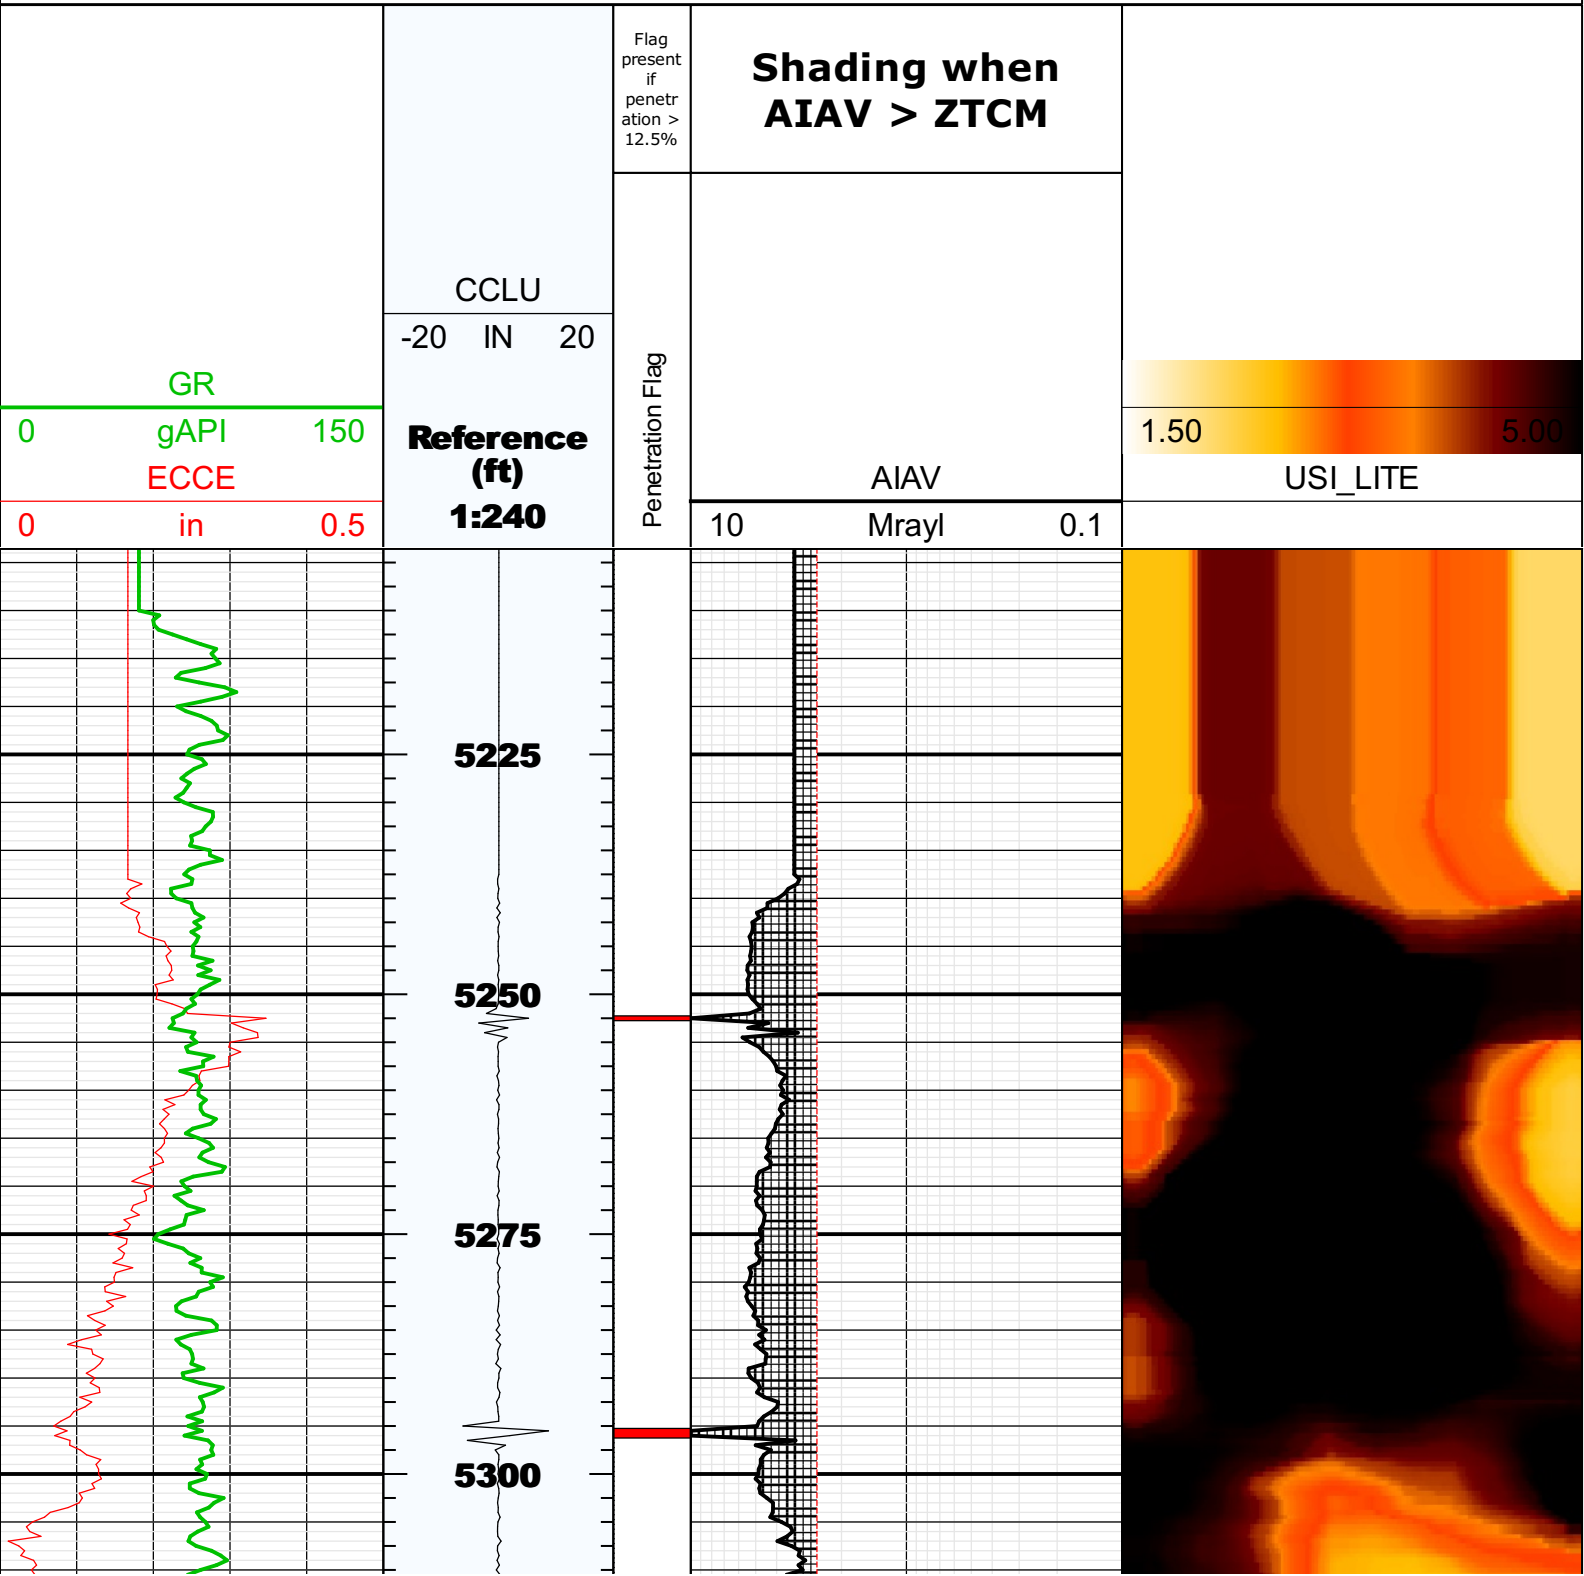 Flag
present
if
penetr
ation >
12.5%
Shading when
AIAV > ZTCM
CCLU
-20 IN 20
GR
0 gAPI 150
ECCE
0 in 0.5
Reference
(ft)
1:240
Penetration Flag
AIAV
10 Mrayl 0.1
1.50 5.00
USI_LITE
5225
5250
5275
5300